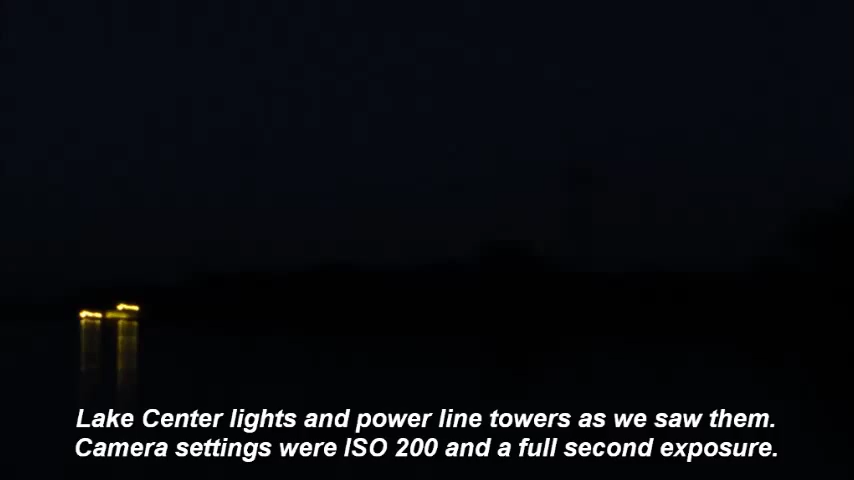 Lake Center lights and power line towers as we saw them.
Camera settings were ISO 200 and a full second exposure.